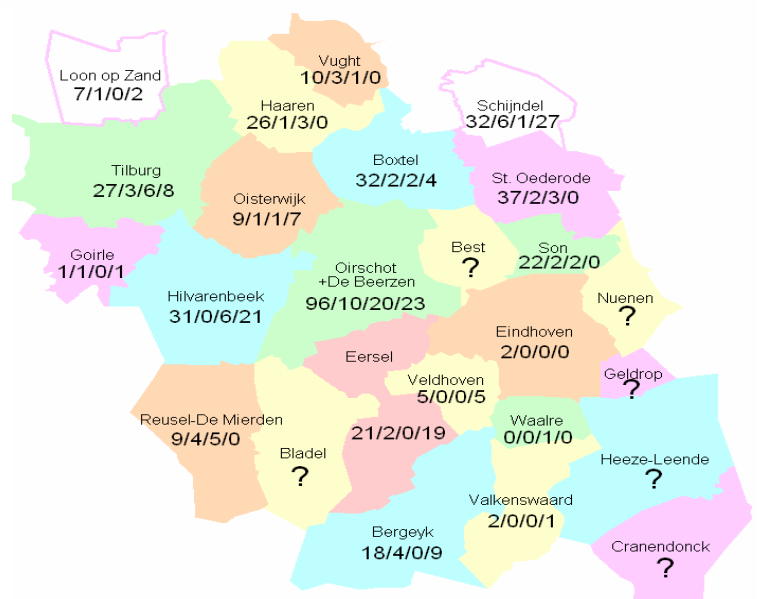 Vught
10/3/1/0
Loon op Zand
7/1/0/2
Haaren
26/1/3/0
Schijndel
32/6/1/27
Tilburg
27/3/6/8
Boxtel
32/2/2/4
St. Oederode
37/2/3/0
Oisterwijk
9/1/1/7
Goirle
1/1/0/1
Best
?
Son
22/2/2/0
Oirschot
+De Beerzen
96/10/20/23
Hilvarenbeek
31/0/6/21
Nuenen
?
Eindhoven
2/0/0/0
Eersel
Veldhoven
5/0/0/5
Geldrop
?
Reusel-De Mierden
9/4/5/0
21/2/0/19
Waalre
0/0/1/0
Bladel
?
Heeze-Leende
?
Valkenswaard
2/0/0/1
Bergeyk
18/4/0/9
Cranendonck
?